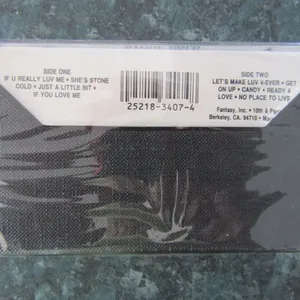 SIDE ONE
IF U REALLY LUV ME • SHE'S STONE
COLD • JUST A LITTLE BIT •
IF YOU LOVE ME
25218-3407-4
SIDE TWO
LET'S MAKE LUV 4-EVER • GET
ON UP • CANDY • READY 4
LOVE • NO PLACE TO LIVE
Fantasy, Inc. • 10th &
Berkeley, CA. 94710 •